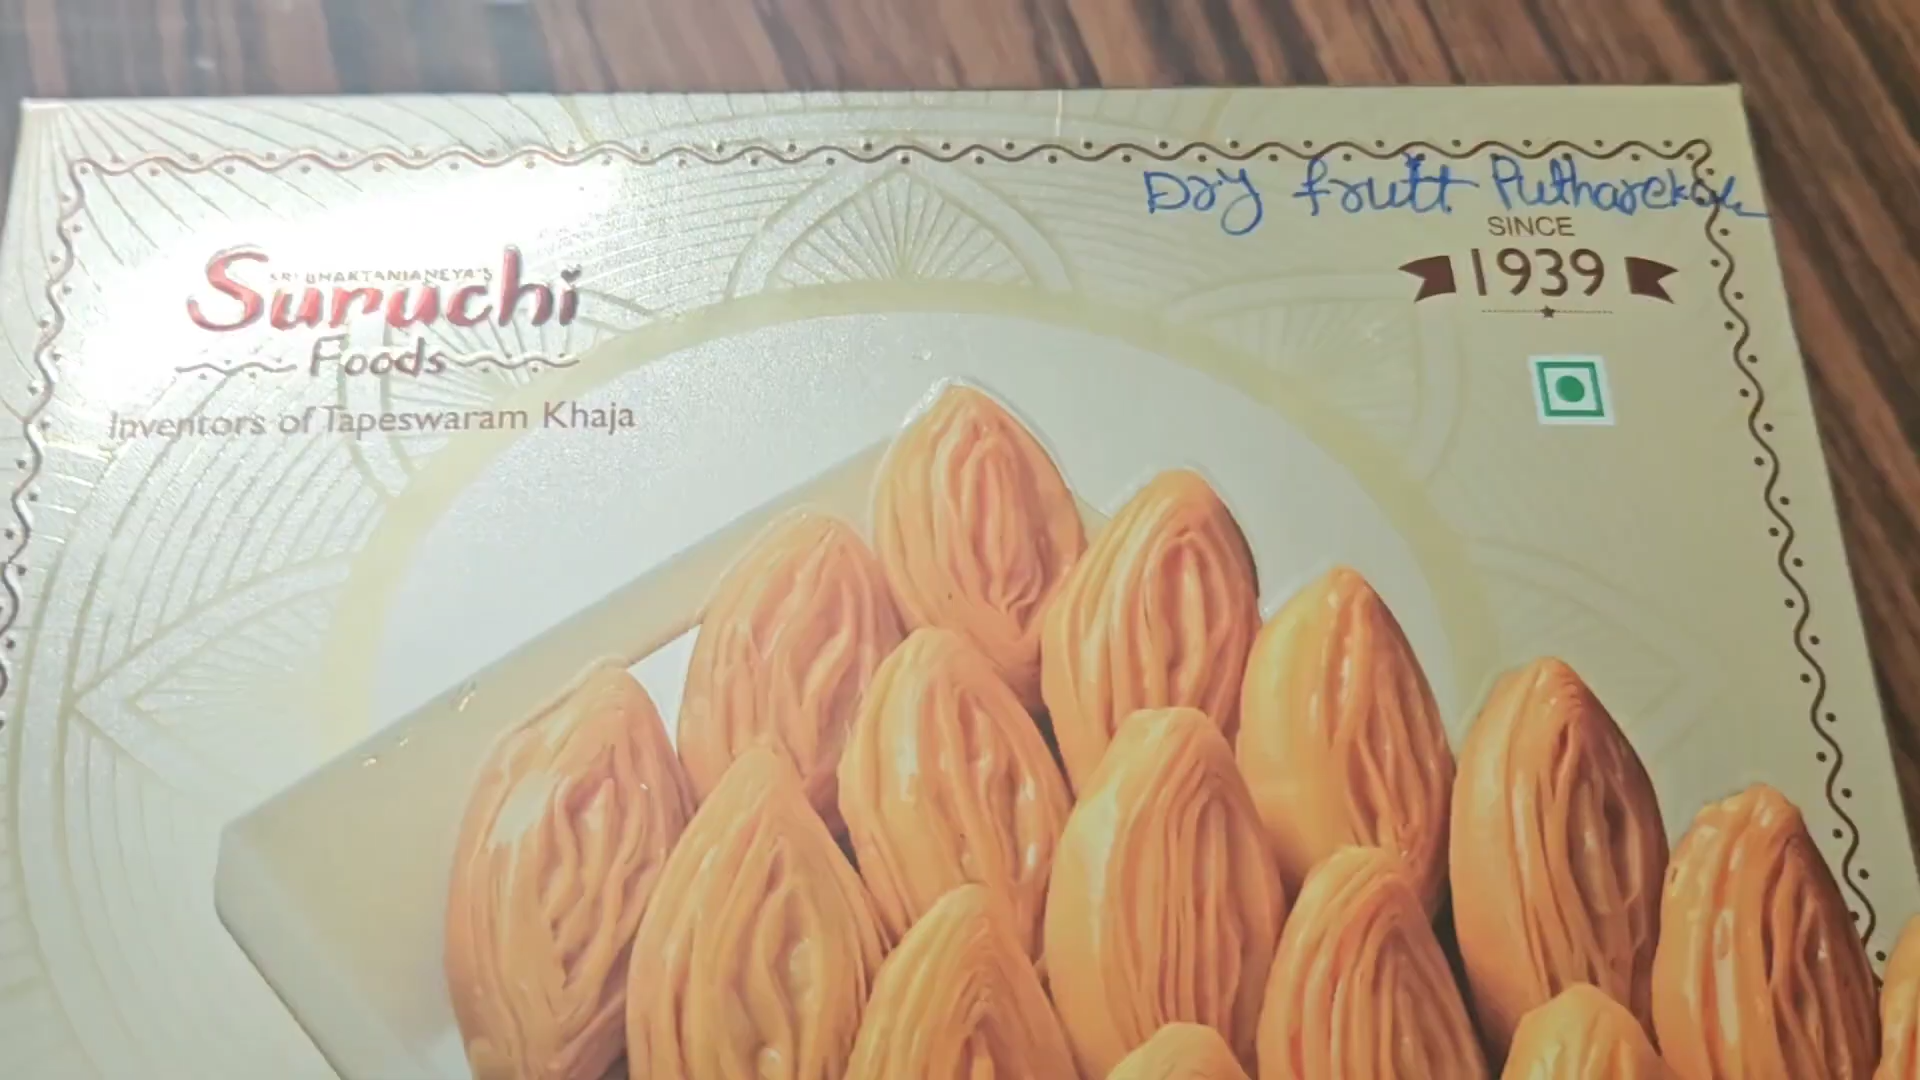 Dry fruit Putharekulu
SINCE
1939
SRI BHAKTANJANEYA'S
Suruchi
Foods
Inventors of Tapeswaram Khaja